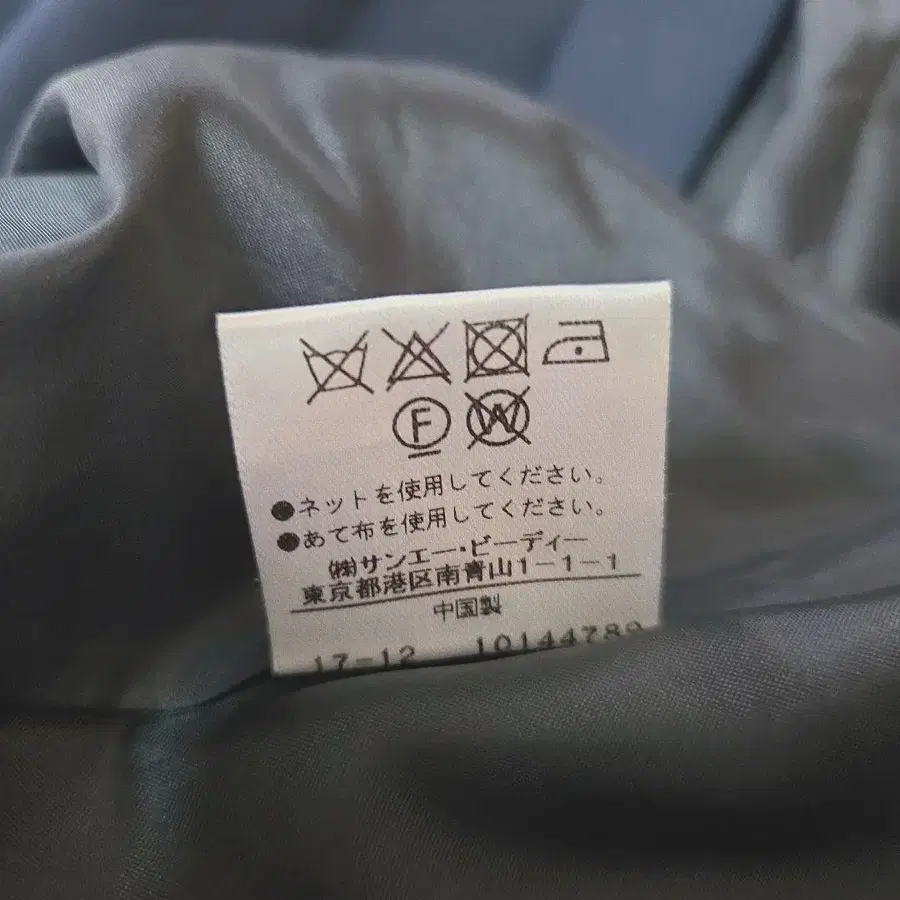 F W
●ネットを使用してください。
●あて布を使用してください。
(株)サンエー・ビーディー
東京都港区南青山1-1-1
中国製
17-12 10144789